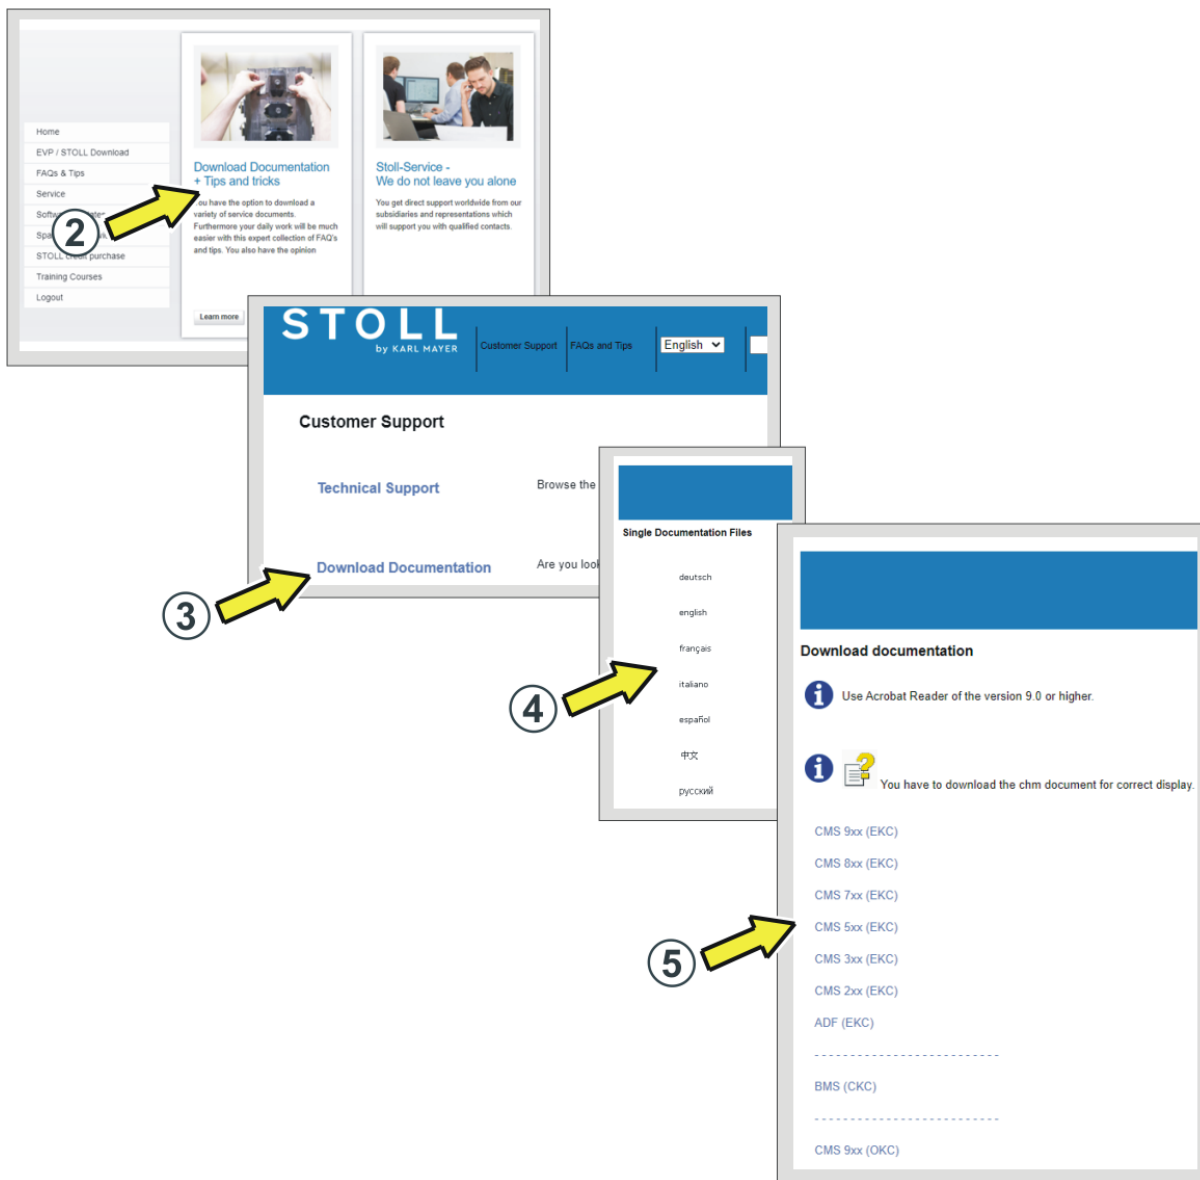 Home
EVP / STOLL Download
FAQs & Tips
Service
STOLL
purchase
Training Courses
Logout
2
Download Documentation
+ Tips and tricks
have the option to download a
variety of service documents.
Furthermore your daily work will be much
easier with this expert collection of FAQ's
and tips. You also have the opinion
Learn more
Stoll-Service -
We do not leave you alone
You get direct support worldwide from our
subsidiaries and representations which
will support you with qualified contacts.
STOLL
by KARL MAYER
Customer Support
FAQs and Tips
English
Customer Support
Technical Support
Browse the
Download Documentation
Are you
3
Single Documentation Files
deutsch
english
français
italiano
español
中文
русский
4
Download documentation
Use Acrobat Reader of the version 9.0 or higher.
You have to download the chm document for correct display.
CMS 9xx (EKC)
CMS 8xx (EKC)
CMS 7xx (EKC)
CMS 5xx (EKC)
CMS 3xx (EKC)
CMS 2xx (EKC)
ADF (EKC)
- - - - - - - - - - - - - - - - - - - - - - - - -
BMS (CKC)
- - - - - - - - - - - - - - - - - - - - - - - - -
CMS 9xx (OKC)
5